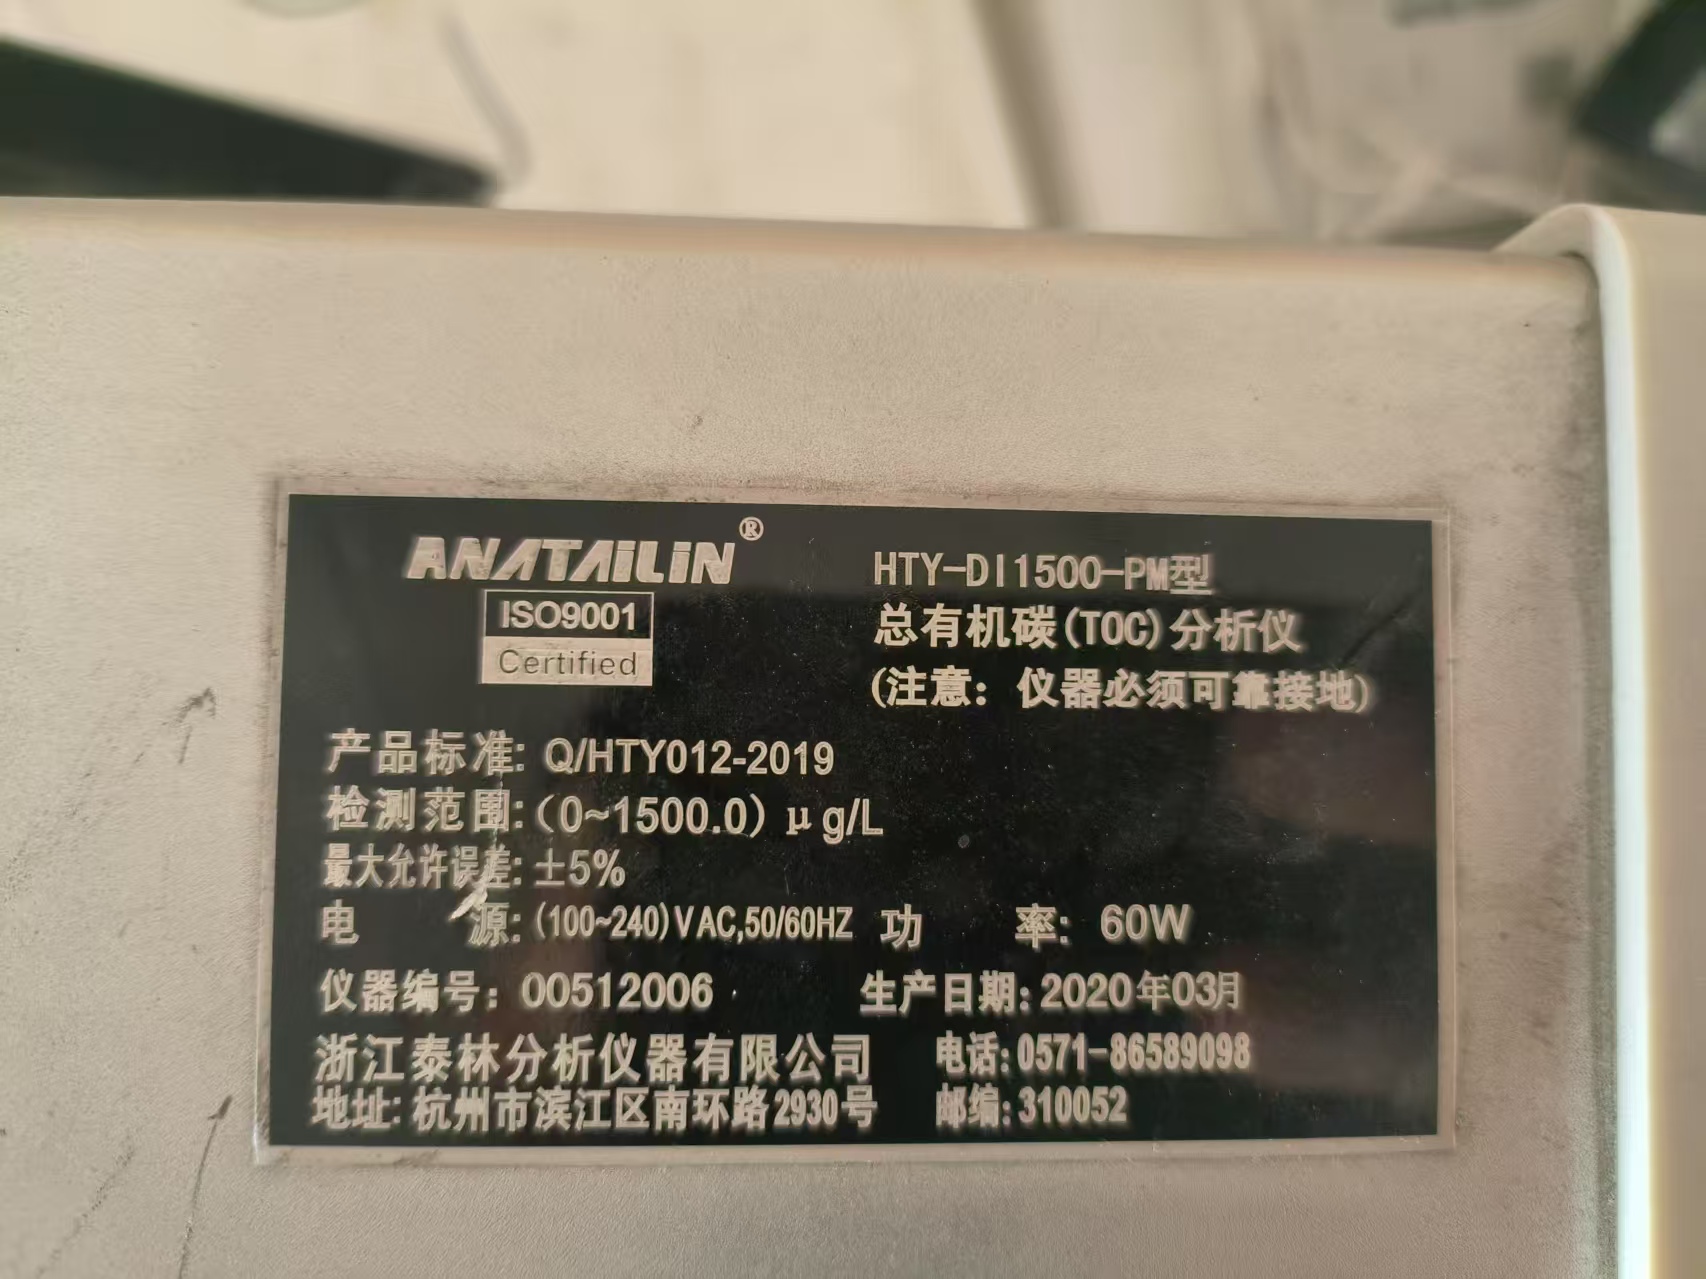 ANATAILIN®
ISO9001
Certified
HTY-DI1500-PM型
总有机碳(TOC)分析仪
(注意：仪器必须可靠接地)
产品标准: Q/HTY012-2019
检测范围:(0~1500.0) μg/L
最大允许误差: ±5%
电源: (100~240)VAC,50/60HZ 功率: 60W
仪器编号: 00512006 生产日期: 2020年03月
浙江泰林分析仪器有限公司 电话:0571-86589098
地址: 杭州市滨江区南环路2930号 邮编:310052